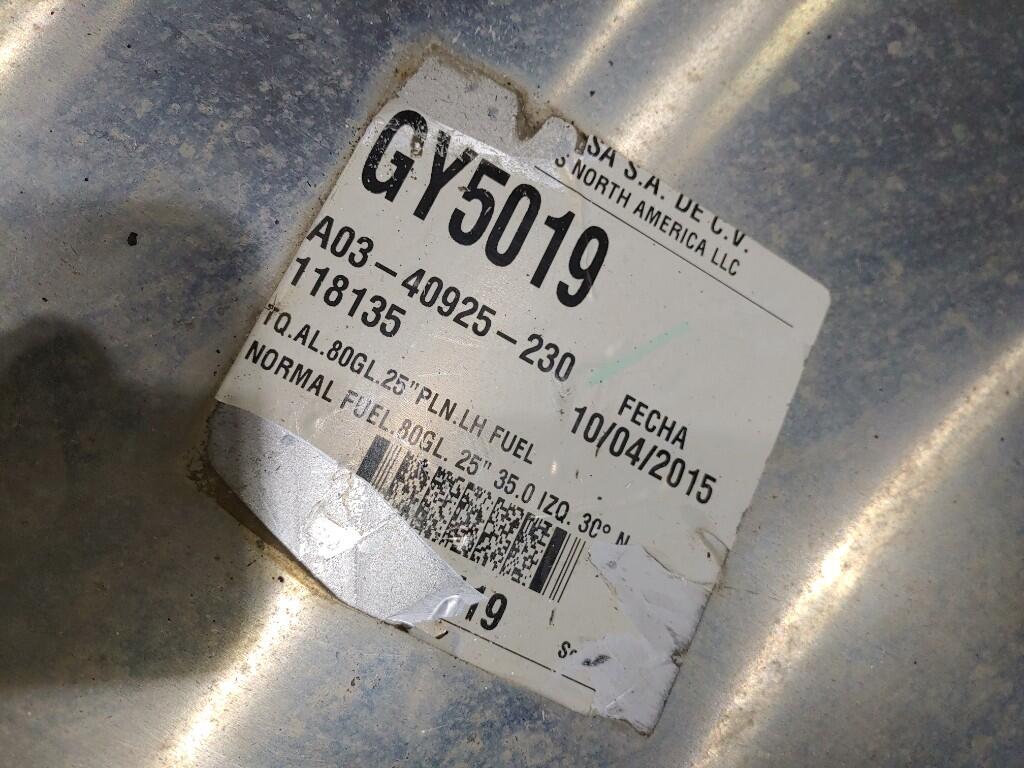 S.A. DE C.V.
NORTH AMERICA LLC
GY5019
A03-40925-230
118135
FECHA
10/04/2015
TQ.AL.80GL.25"PLN.LH FUEL
NORMAL FUEL.80GL. 25" 35.0 IZQ. 30° N
19